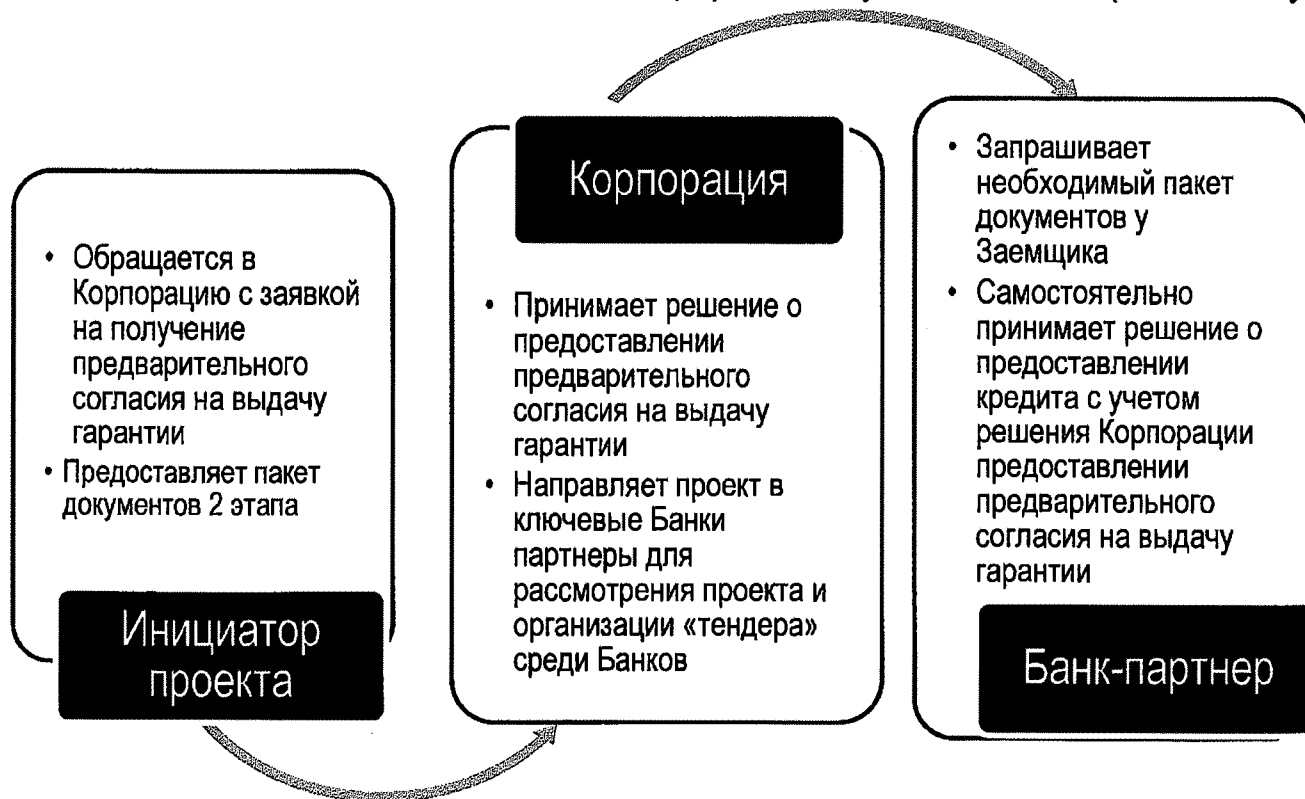 • Обращается в
Корпорацию с заявкой
на получение
предварительного
согласия на выдачу
гарантии
• Предоставляет пакет
документов 2 этапа
Инициатор
проекта
Корпорация
• Принимает решение о
предоставлении
предварительного
согласия на выдачу
гарантии
• Направляет проект в
ключевые Банки
партнеры для
рассмотрения проекта и
организации «тендера»
среди Банков
• Запрашивает
необходимый пакет
документов у
Заемщика
• Самостоятельно
принимает решение о
предоставлении
кредита с учетом
решения Корпорации
предоставлении
предварительного
согласия на выдачу
гарантии
Банк-партнер